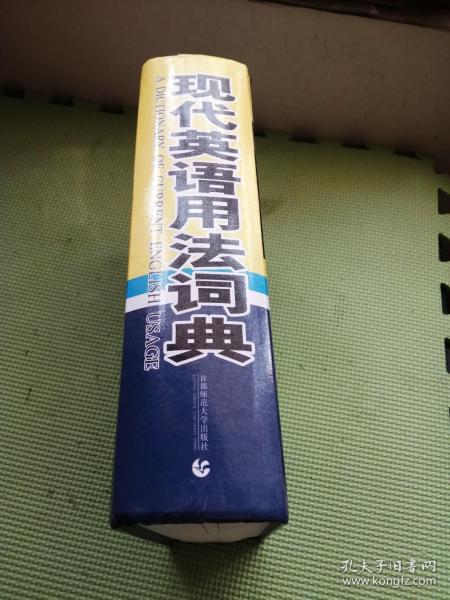 现代英语用法词典
A DICTIONARY OF CURRENT ENGLISH USAGE
首都师范大学出版社
孔夫子旧书网
www.kongfz.com